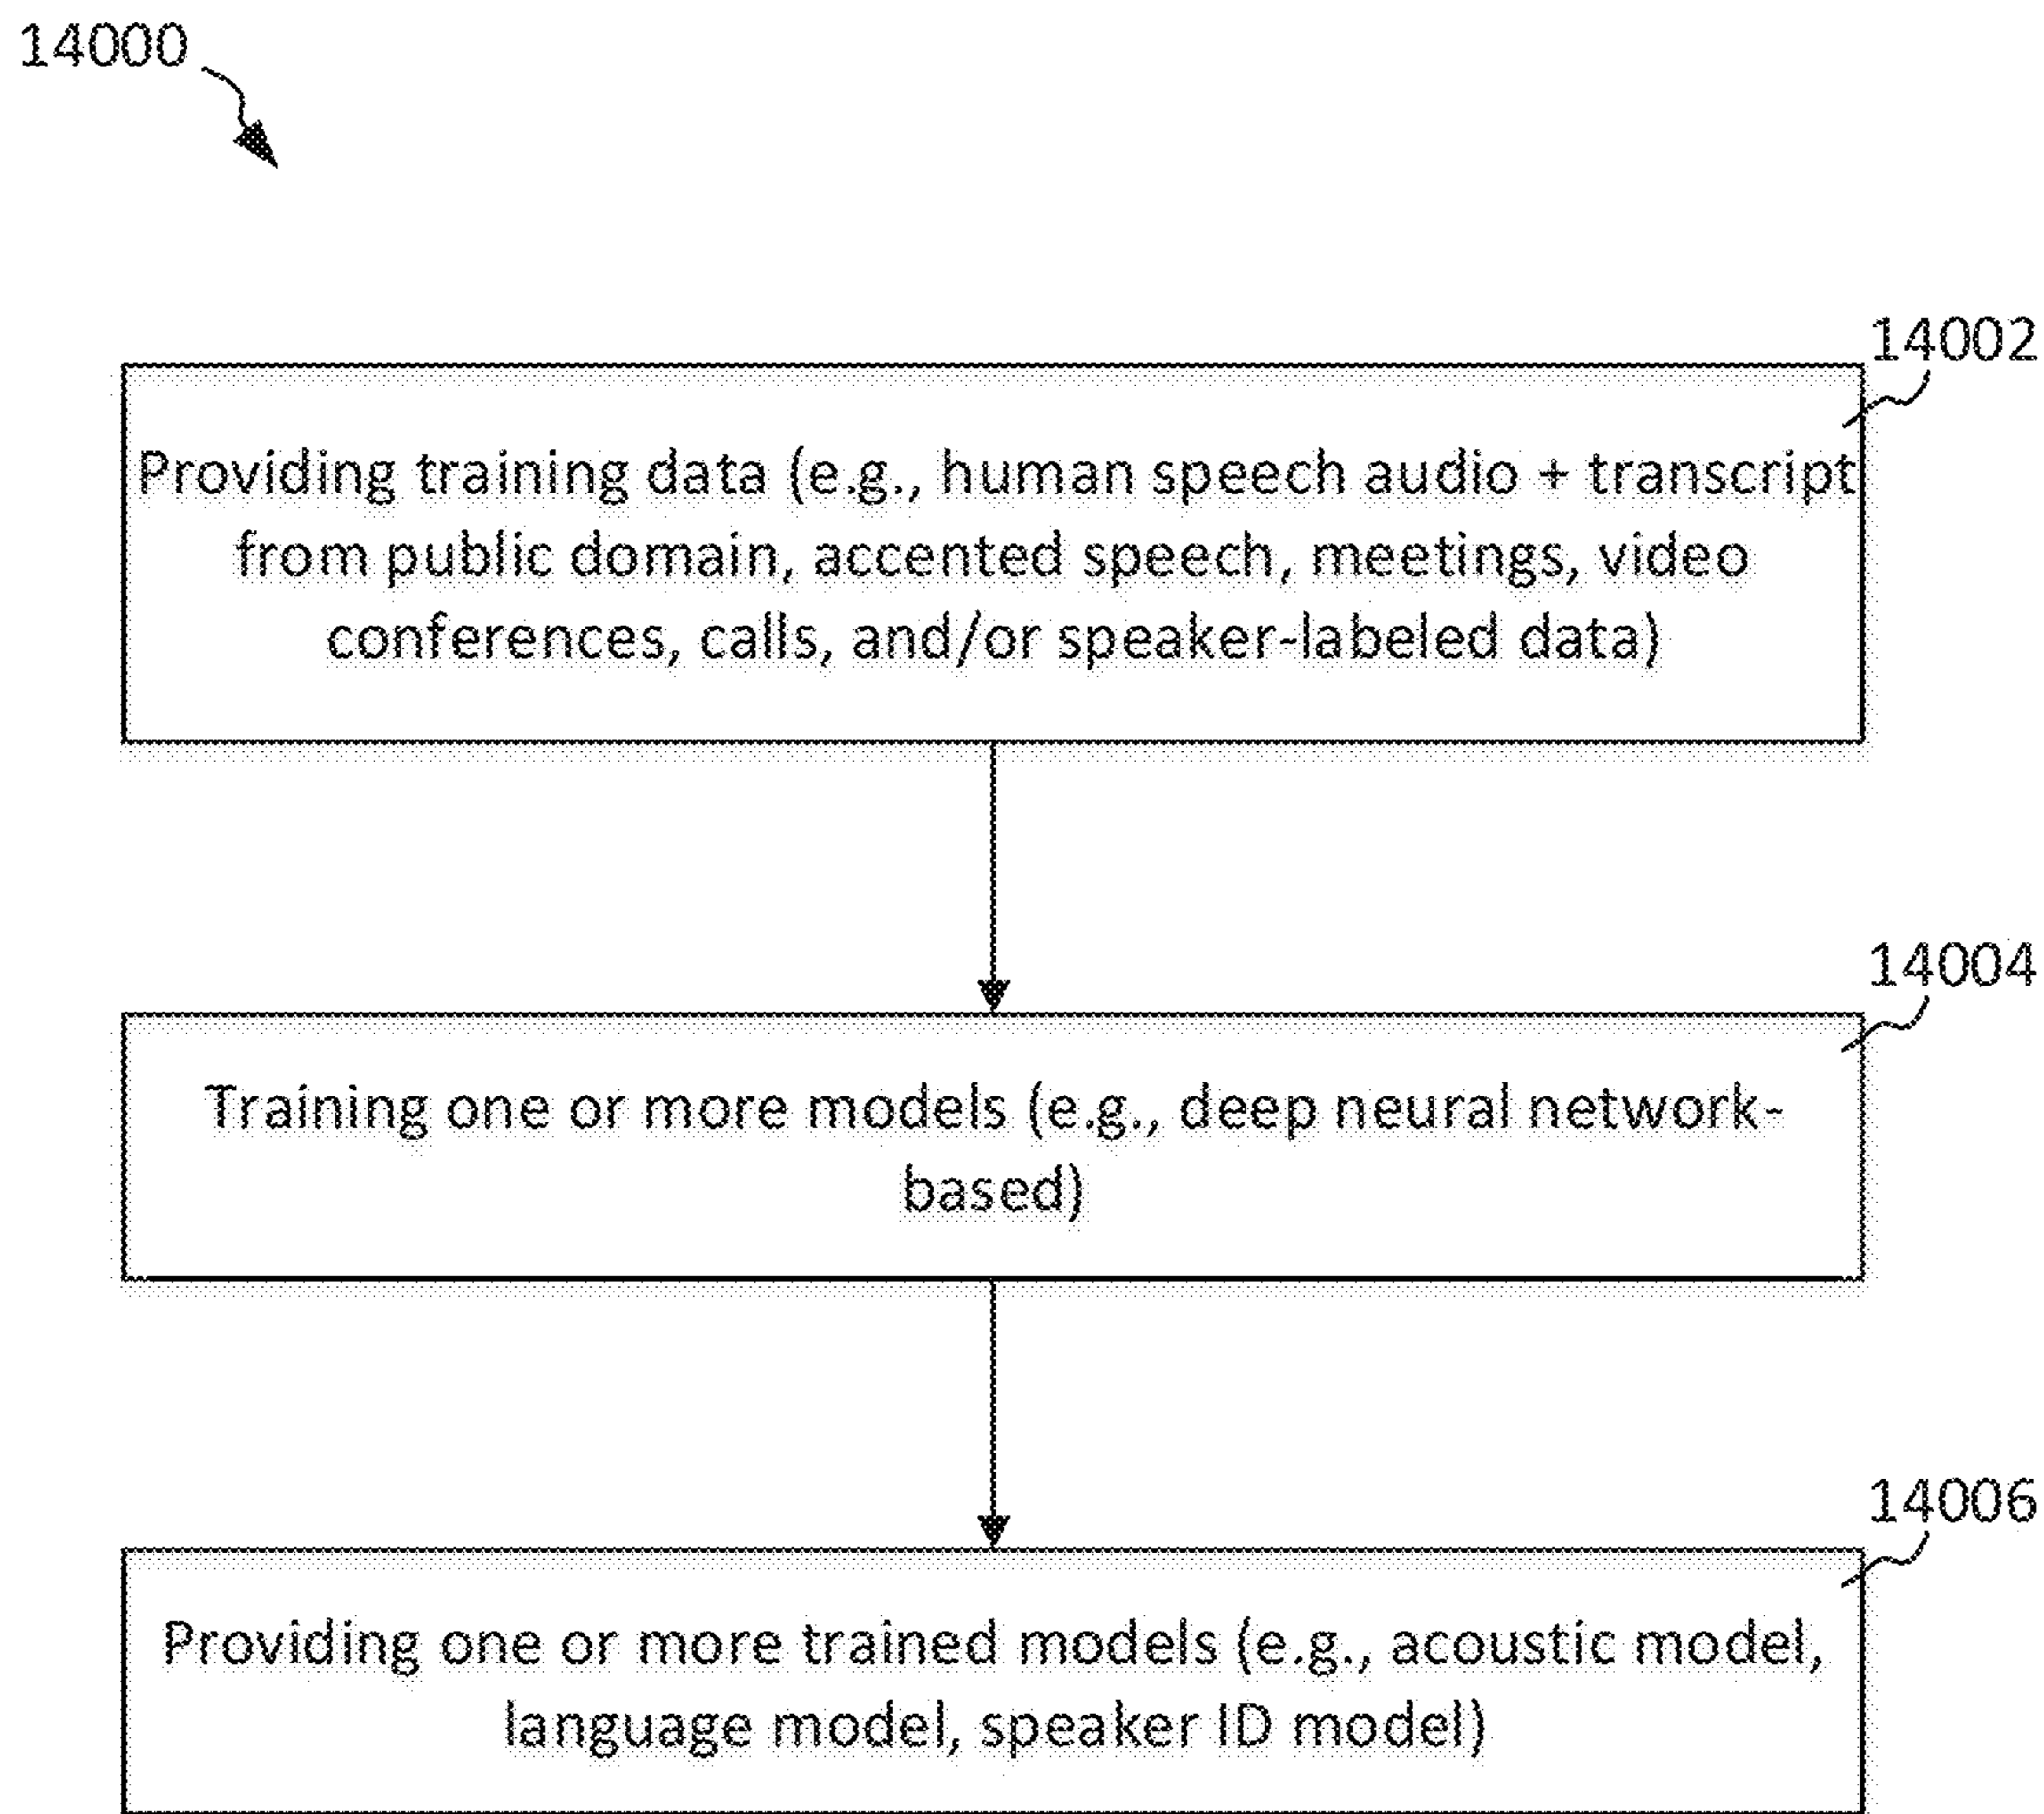 14000
14002
Providing training data (e.g., human speech audio + transcript
from public domain, accented speech, meetings, video
conferences, calls, and/or speaker-labeled data)
14004
Training one or more models (e.g., deep neural network-
based)
14006
Providing one or more trained models (e.g., acoustic model,
language model, speaker ID model)